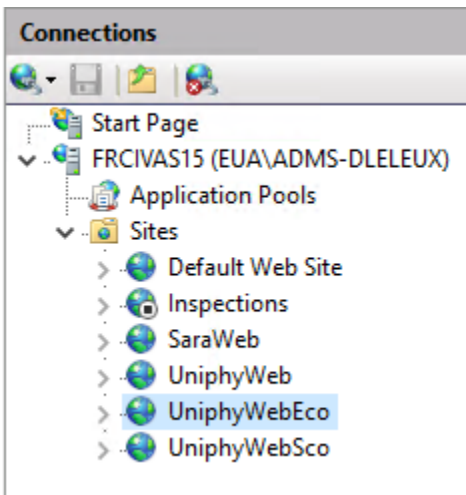 Connections
Start Page
FRCIVAS15 (EUA\ADMS-DLELEUX)
Application Pools
Sites
Default Web Site
Inspections
SaraWeb
UniphyWeb
UniphyWebEco
UniphyWebSco